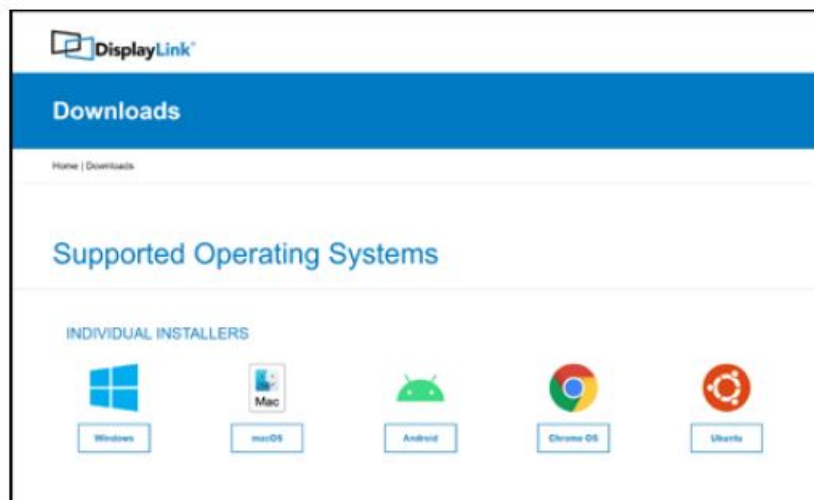 DisplayLink®
Downloads
Home | Downloads
Supported Operating Systems
INDIVIDUAL INSTALLERS
Mac
Windows macOS Android Chrome OS Ubuntu